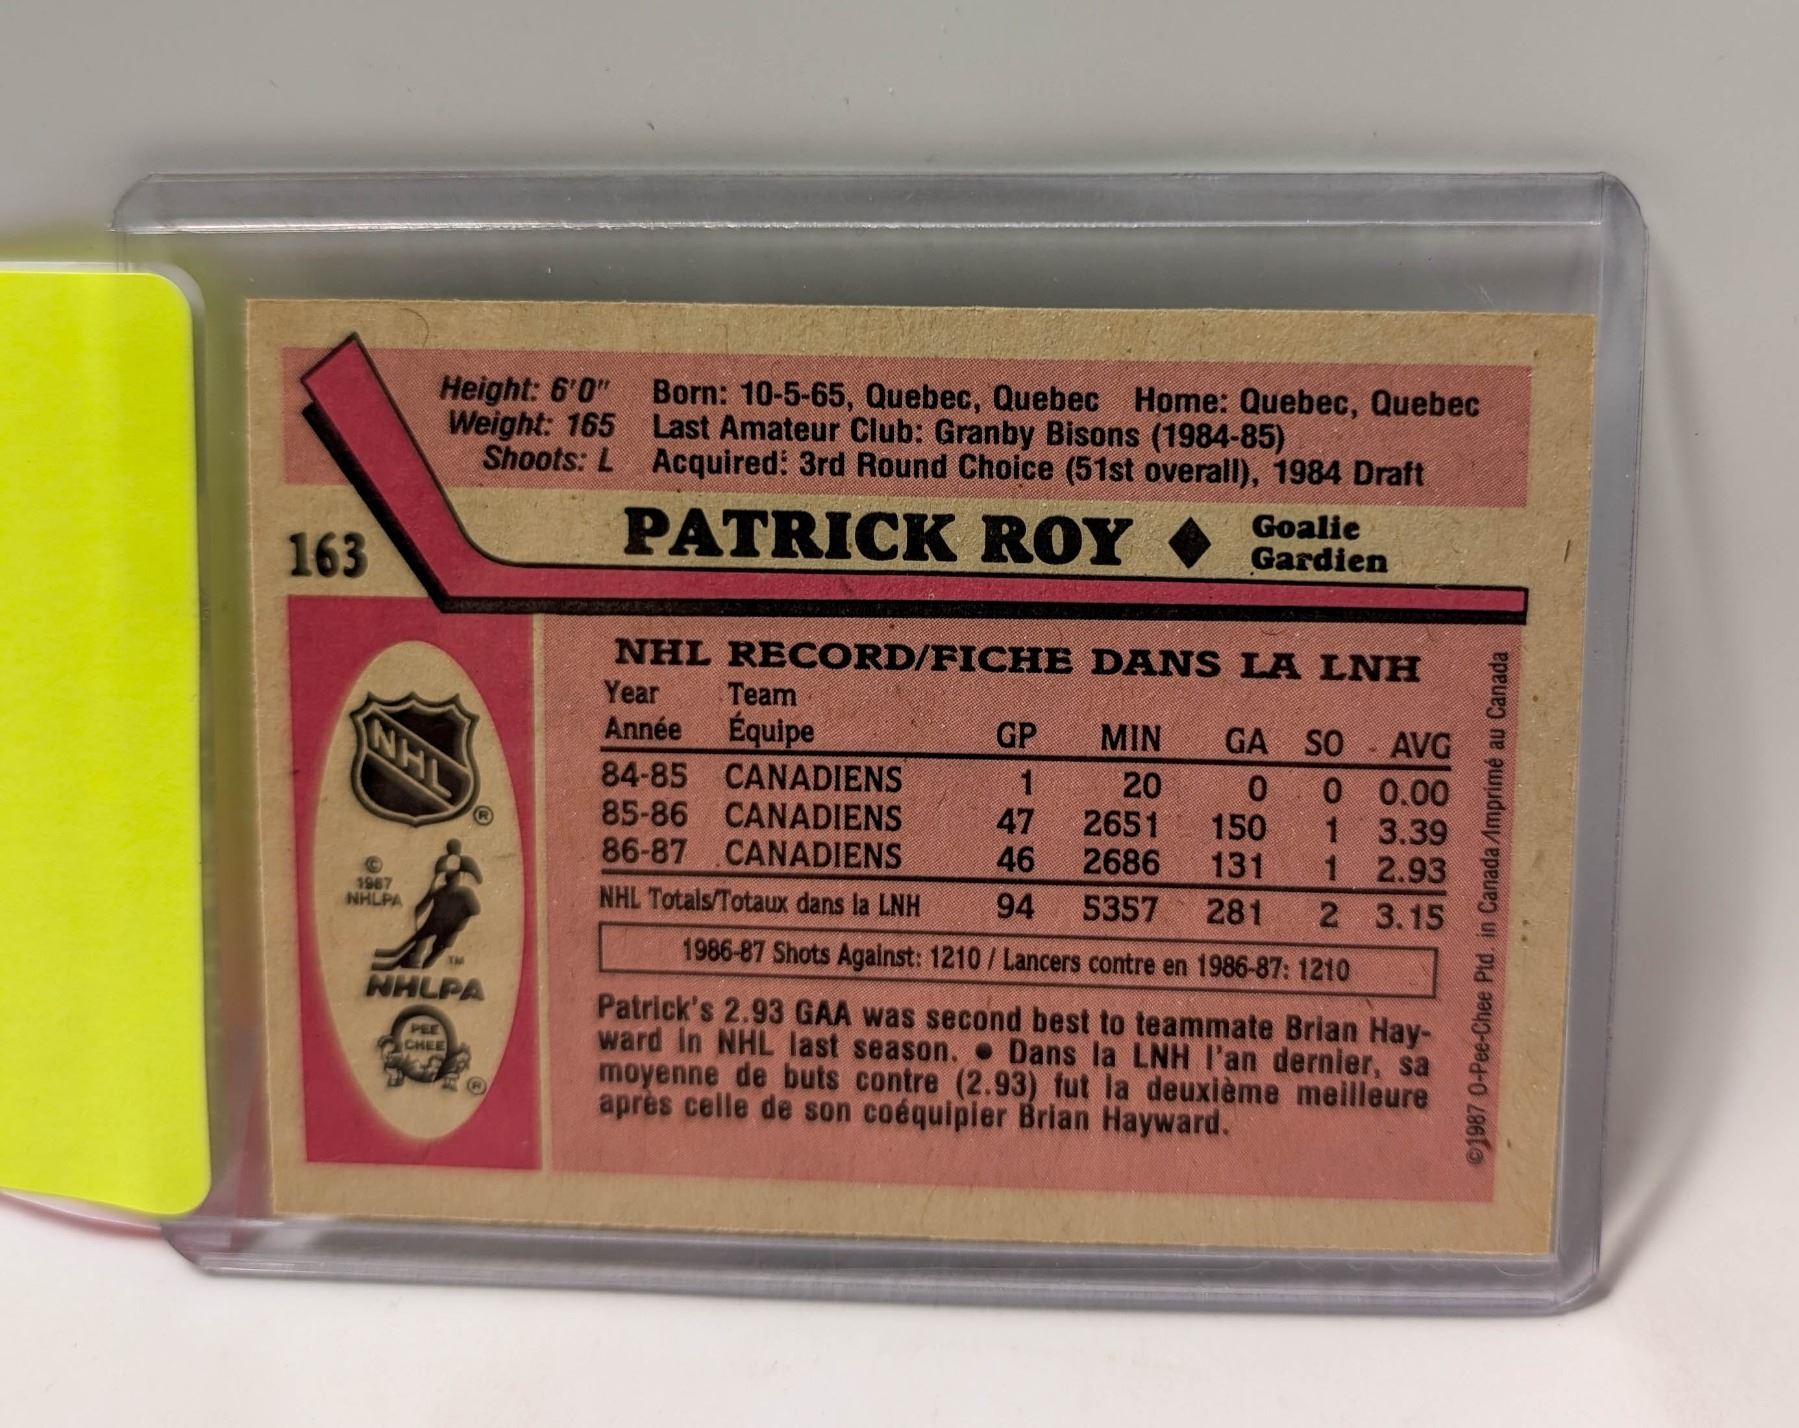 Height: 6'0" Born: 10-5-65, Quebec, Quebec Home: Quebec, Quebec
Weight: 165 Last Amateur Club: Granby Bisons (1984-85)
Shoots: L Acquired: 3rd Round Choice (51st overall), 1984 Draft
163 PATRICK ROY ♦ Goalie
Gardien
NHL RECORD/FICHE DANS LA LNH
Year Team
Année Équipe GP MIN GA SO AVG
84-85 CANADIENS 1 20 0 0 0.00
85-86 CANADIENS 47 2651 150 1 3.39
86-87 CANADIENS 46 2686 131 1 2.93
NHL Totals/Totaux dans la LNH 94 5357 281 2 3.15
1986-87 Shots Against: 1210 / Lancers contre en 1986-87: 1210
Patrick's 2.93 GAA was second best to teammate Brian Hay-
ward in NHL last season. ● Dans la LNH l'an dernier, sa
moyenne de buts contre (2.93) fut la deuxième meilleure
après celle de son coéquipier Brian Hayward.
NHL
®
©
1987
NHLPA
TM
NHLPA
PEE
CHEE
®
©1987 O-Pee-Chee Ptd. in Canada/Imprimé au Canada